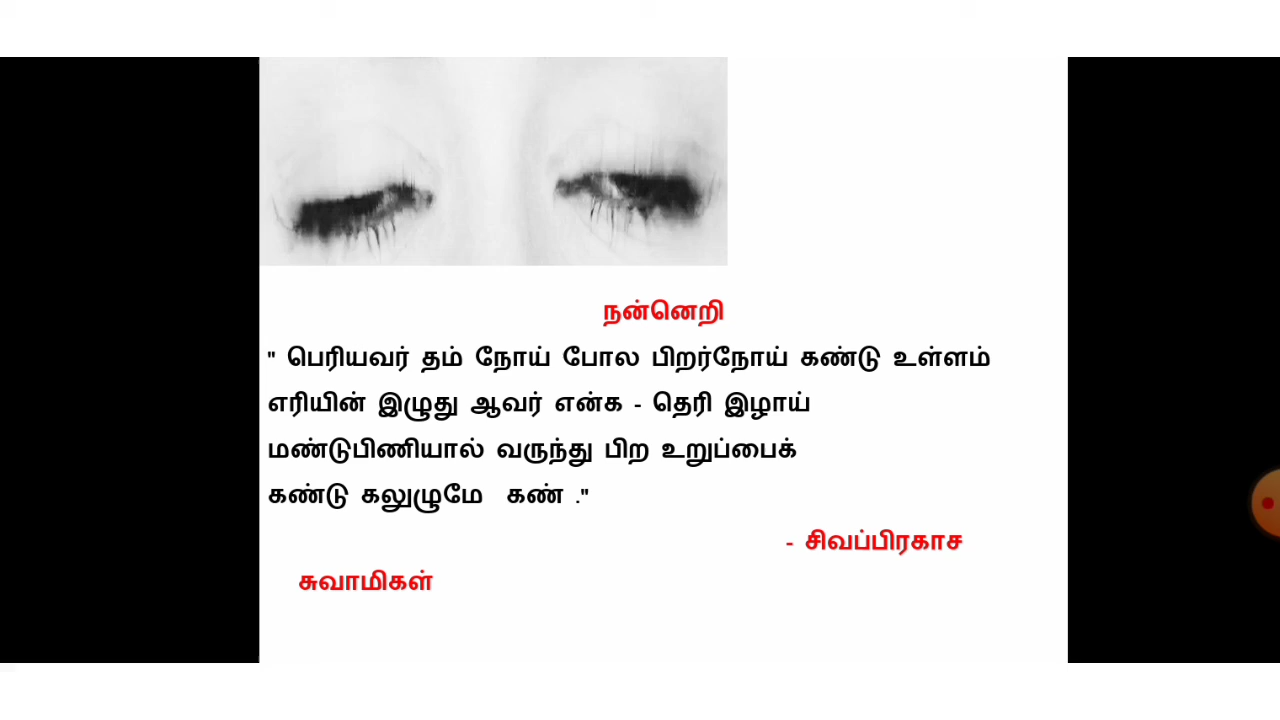 நன்னெறி
" பெரியவர் தம் நோய் போல பிறர்நோய் கண்டு உள்ளம்
எரியின் இழுது ஆவர் என்க - தெரி இழாய்
மண்டுபிணியால் வருந்து பிற உறுப்பைக்
கண்டு கலுழுமே கண் ."
- சிவப்பிரகாச
சுவாமிகள்